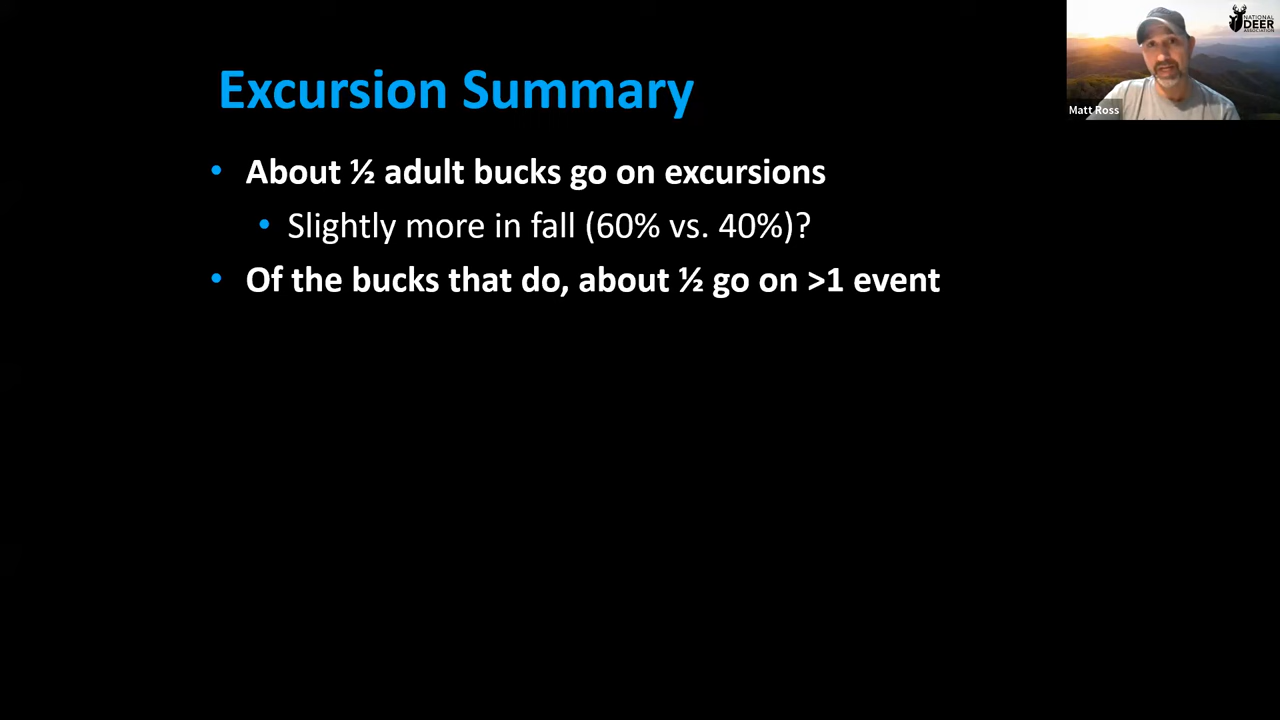 Excursion Summary
• About ½ adult bucks go on excursions
• Slightly more in fall (60% vs. 40%)?
• Of the bucks that do, about ½ go on >1 event
Matt Ross
NATIONAL
DEER
ASSOCIATION